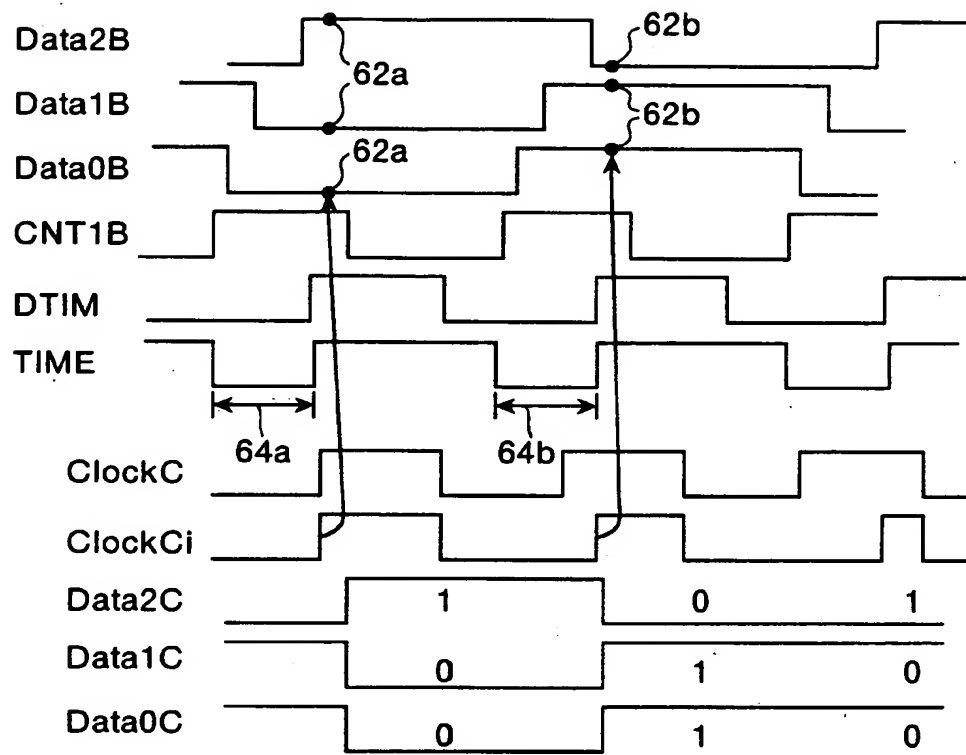 Data2B
62b
62a
Data1B
62b
62a
Data0B
CNT1B
DTIM
TIME
64a
64b
ClockC
ClockCi
Data2C 1 0 1
Data1C 0 1 0
Data0C 0 1 0